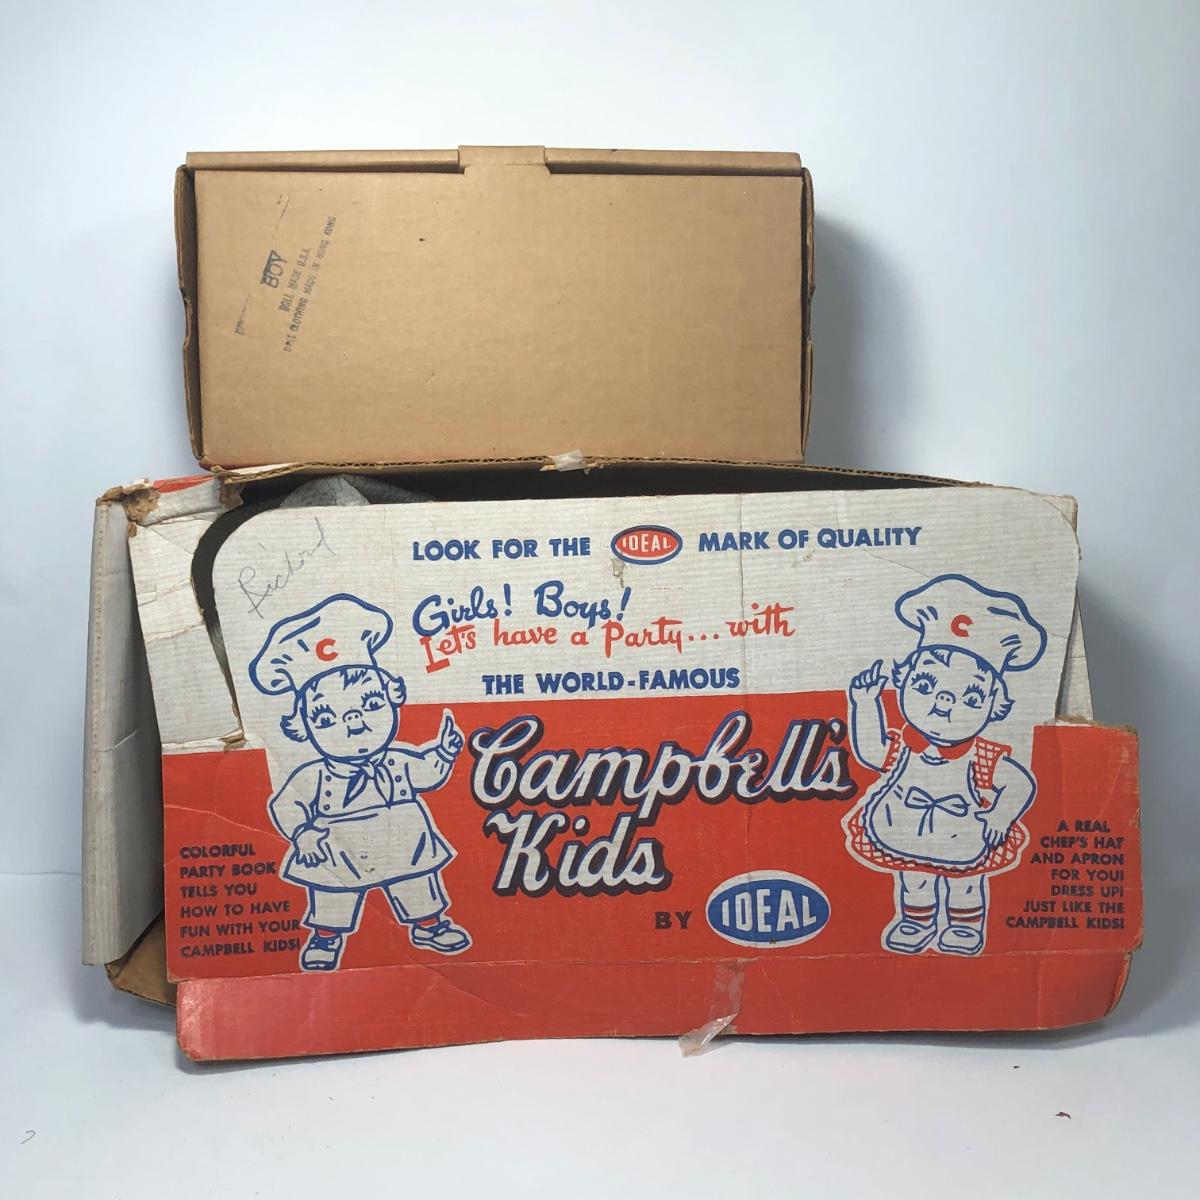 BOY
DOLL MADE U.S.A.
DOLL CLOTHING MADE IN HONG KONG
Richard
LOOK FOR THE IDEAL MARK OF QUALITY
Girls! Boys!
Let's have a Party... with
THE WORLD-FAMOUS
C
C
Campbell's
Kids
BY IDEAL
COLORFUL
PARTY BOOK
TELLS YOU
HOW TO HAVE
FUN WITH YOUR
CAMPBELL KIDS!
A REAL
CHEF'S HAT
AND APRON
FOR YOU!
DRESS UP!
JUST LIKE THE
CAMPBELL KIDS!